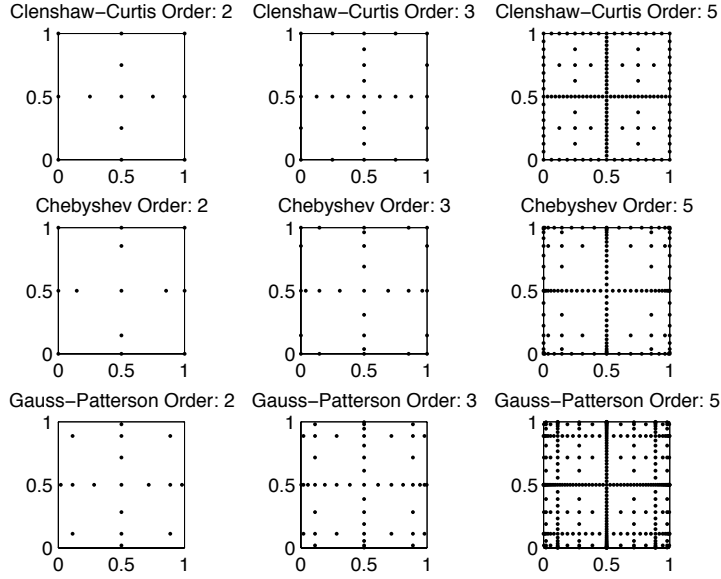 Clenshaw−Curtis Order: 2
1
0.5
0
0 0.5 1
Clenshaw−Curtis Order: 3
1
0.5
0
0 0.5 1
Clenshaw−Curtis Order: 5
1
0.5
0
0 0.5 1
Chebyshev Order: 2
1
0.5
0
0 0.5 1
Chebyshev Order: 3
1
0.5
0
0 0.5 1
Chebyshev Order: 5
1
0.5
0
0 0.5 1
Gauss−Patterson Order: 2
1
0.5
0
0 0.5 1
Gauss−Patterson Order: 3
1
0.5
0
0 0.5 1
Gauss−Patterson Order: 5
1
0.5
0
0 0.5 1